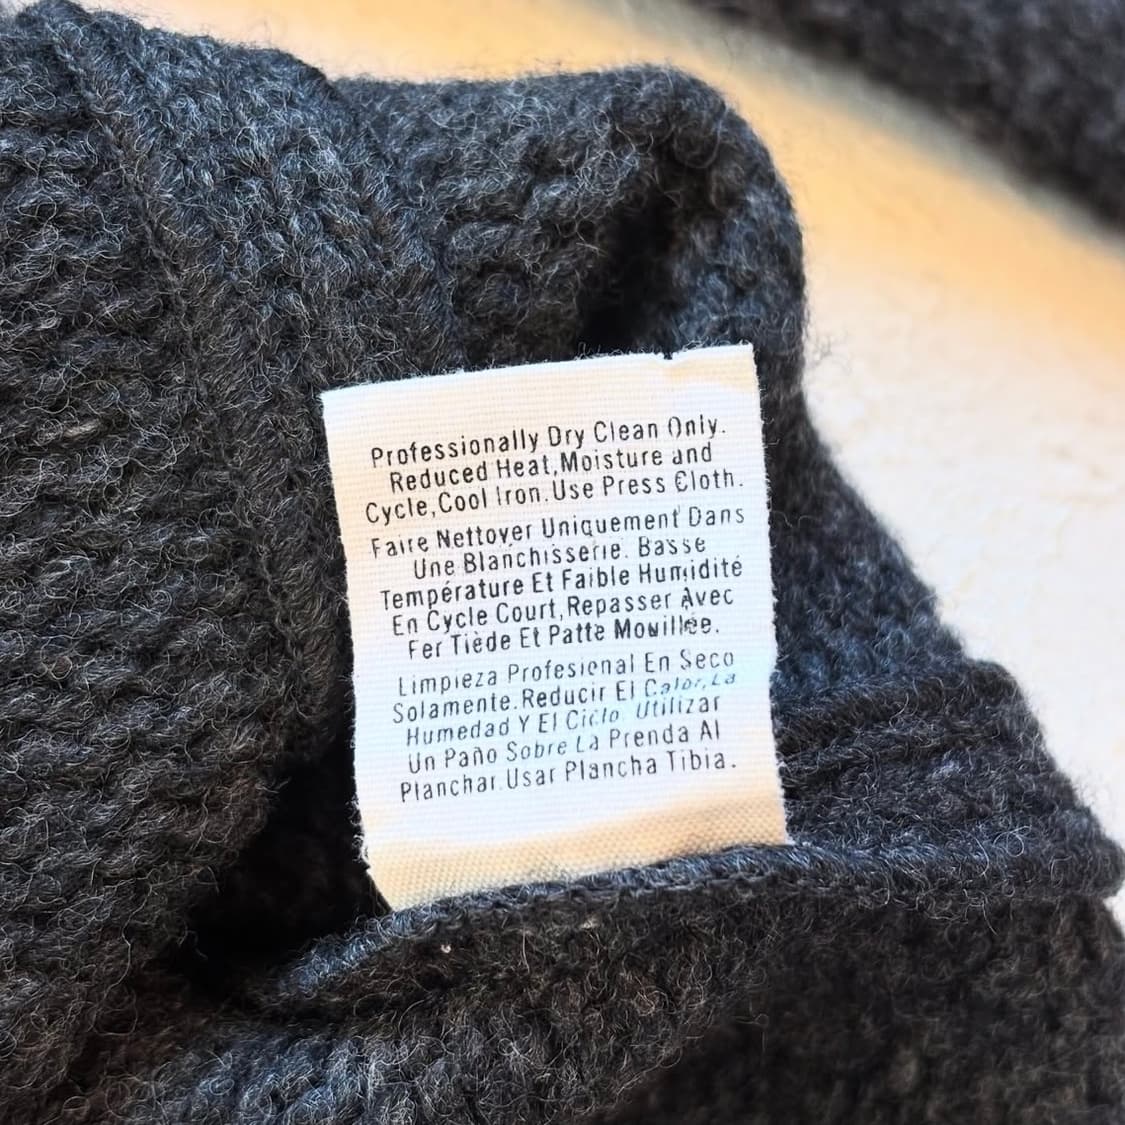 Professionally Dry Clean Only.
Reduced Heat,Moisture and
Cycle,Cool Iron.Use Press Cloth.
Faire Nettoyer Uniquement Dans
Une Blanchisserie. Basse
Température Et Faible Humidité
En Cycle Court,Repasser Avec
Fer Tiède Et Patte Mouillée.
Limpieza Profesional En Seco
Solamente.Reducir El Calor,La
Humedad Y El Ciclo. Utilizar
Un Paño Sobre La Prenda Al
Planchar.Usar Plancha Tibia.